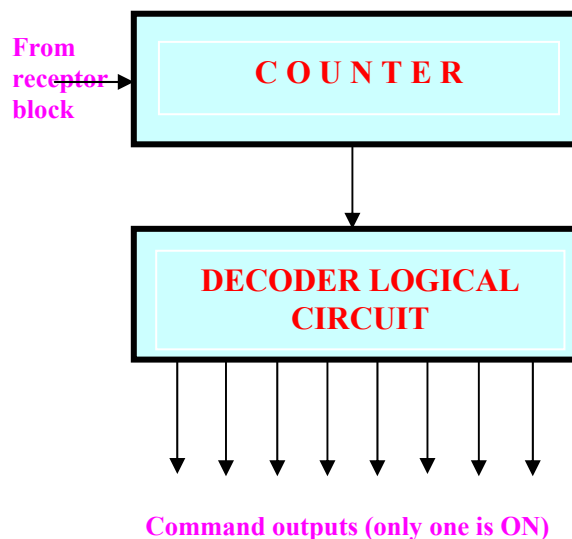 From
receptor
block
C O U N T E R
DECODER LOGICAL
CIRCUIT
Command outputs (only one is ON)